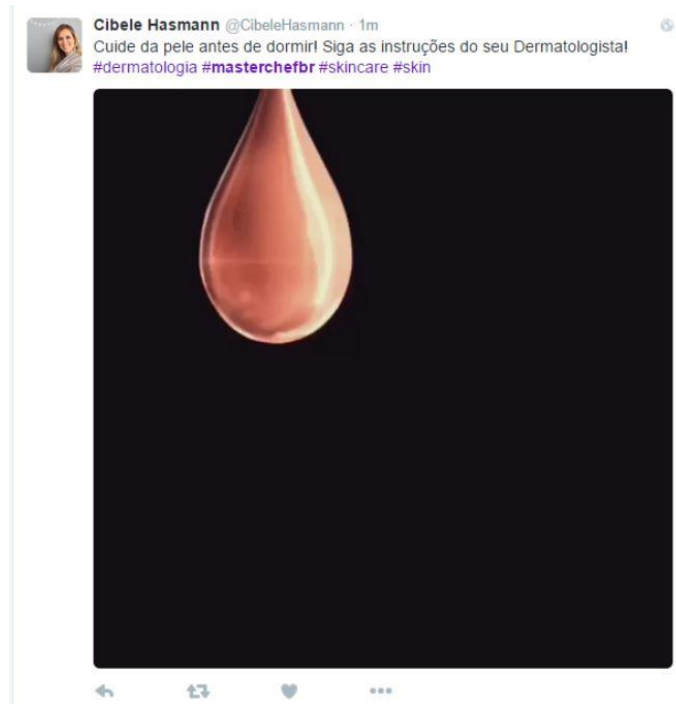 Cibele Hasmann @CibeleHasmann · 1m
Cuide da pele antes de dormir! Siga as instruções do seu Dermatologista!
#dermatologia #masterchefbr #skincare #skin